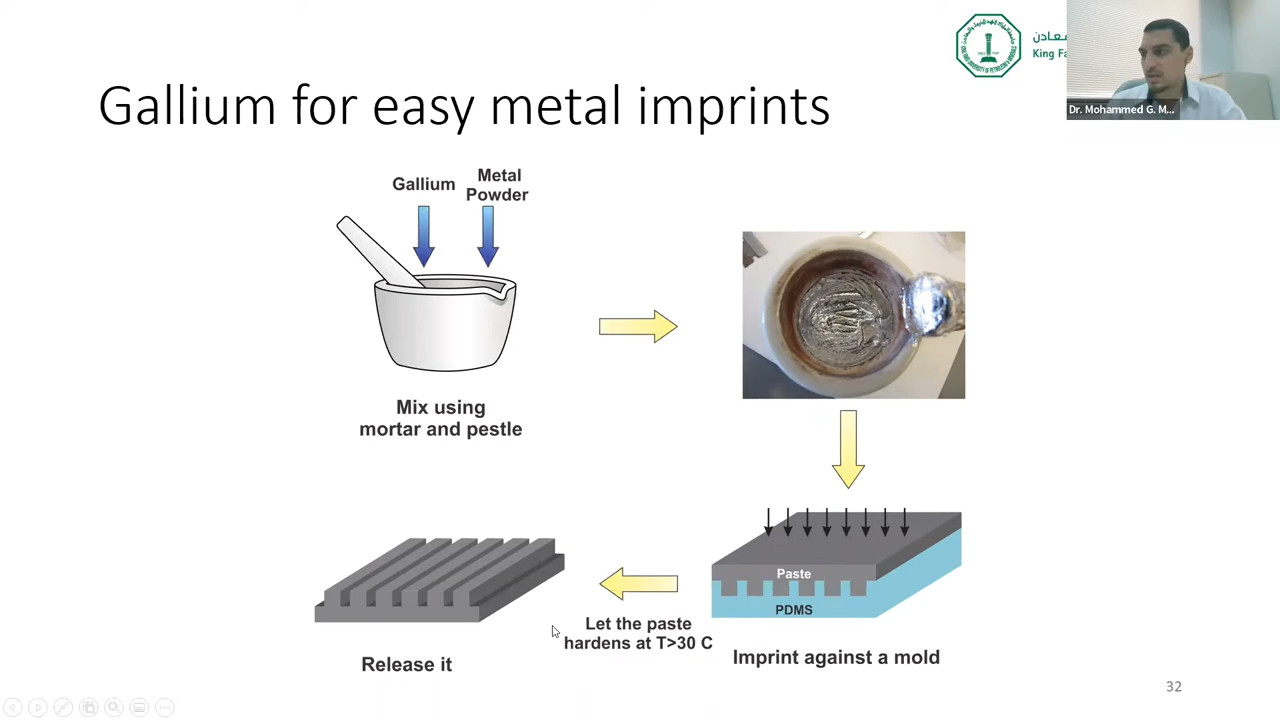 معادن
King Fa
Dr. Mohammed G. M...
Gallium for easy metal imprints
Gallium
Metal
Powder
Mix using
mortar and pestle
Paste
PDMS
Imprint against a mold
Let the paste
hardens at T>30 C
Release it
32